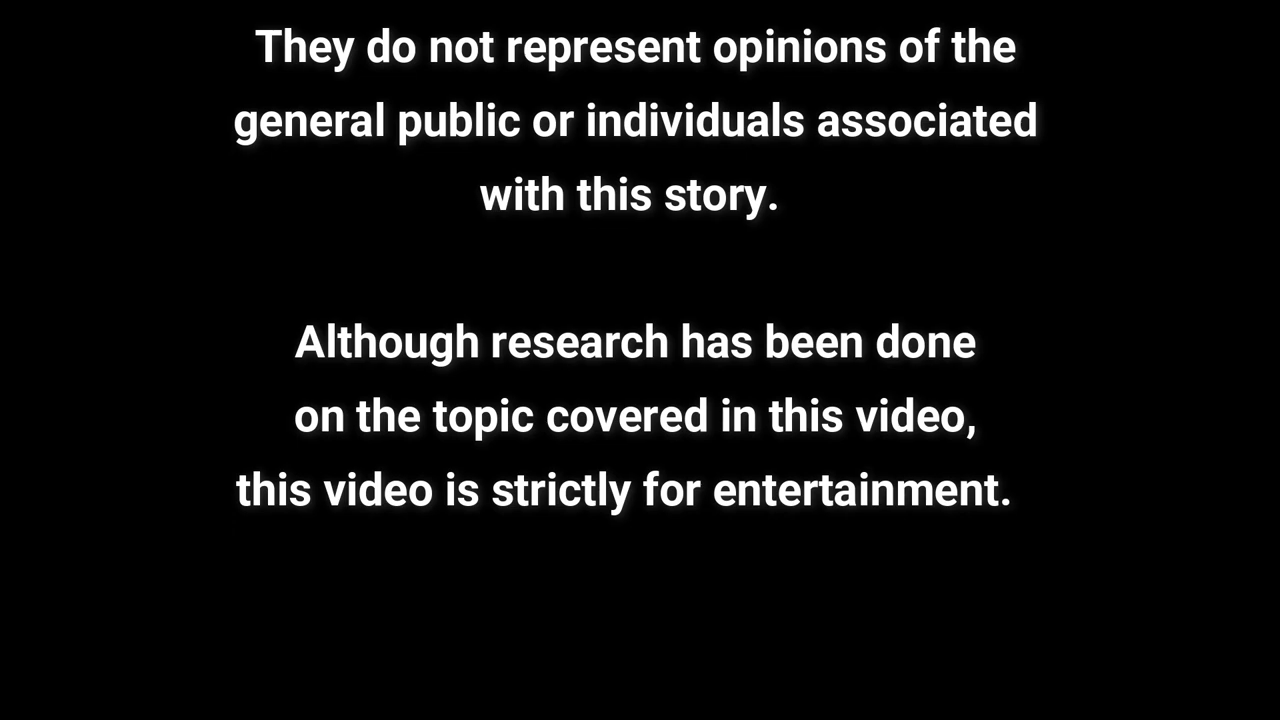 They do not represent opinions of the
general public or individuals associated
with this story.
Although research has been done
on the topic covered in this video,
this video is strictly for entertainment.